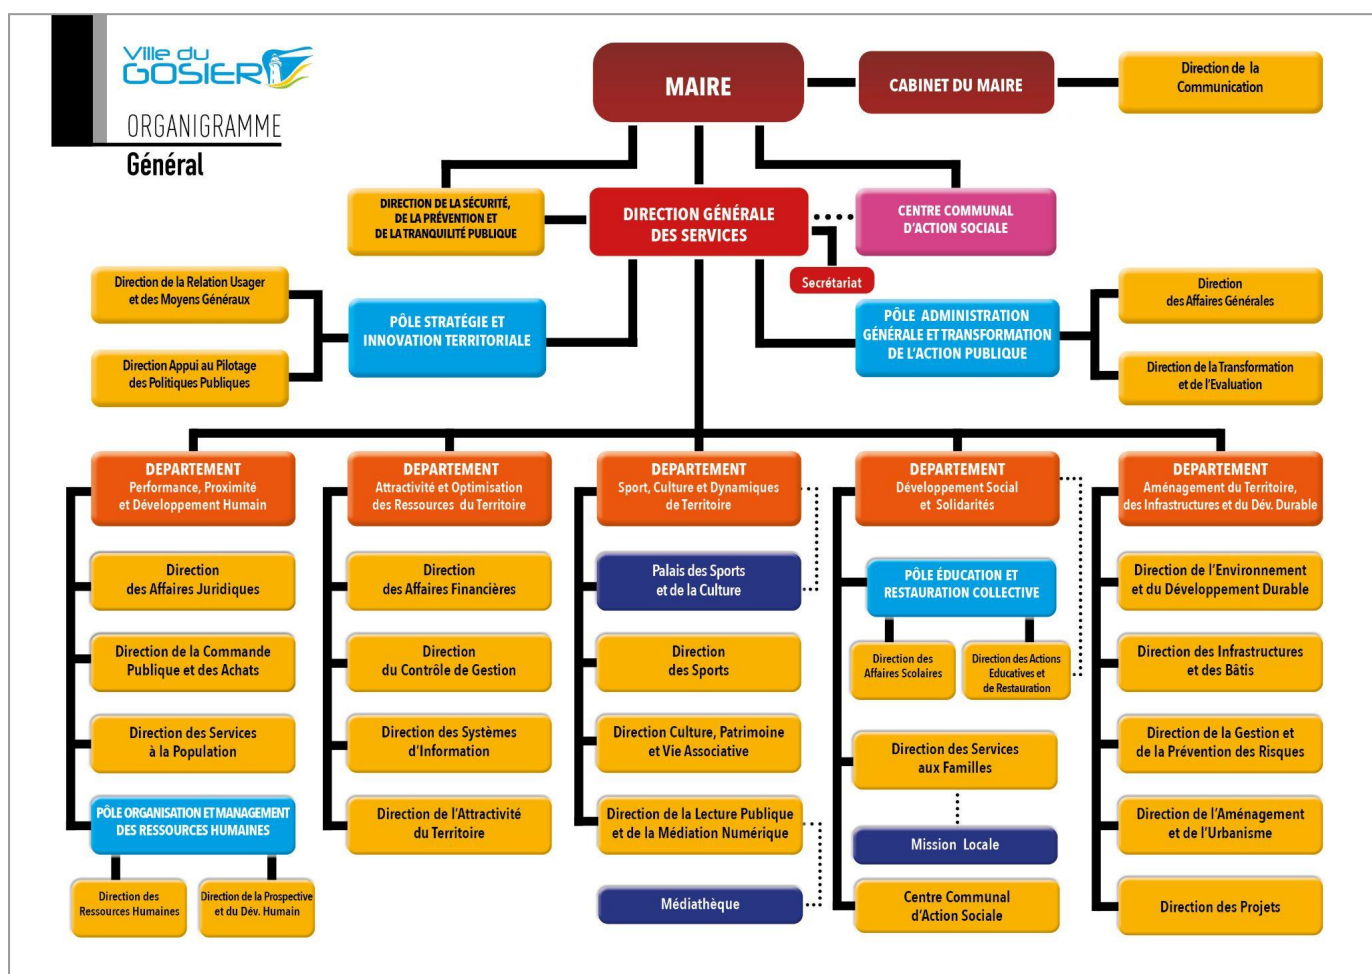 Ville du
GOSIER
ORGANIGRAMME
Général
MAIRE
CABINET DU MAIRE
Direction de la
Communication
DIRECTION DE LA SÉCURITÉ,
DE LA PRÉVENTION ET
DE LA TRANQUILITÉ PUBLIQUE
DIRECTION GÉNÉRALE
DES SERVICES
CENTRE COMMUNAL
D'ACTION SOCIALE
Secrétariat
Direction de la Relation Usager
et des Moyens Généraux
Direction Appui au Pilotage
des Politiques Publiques
PÔLE STRATÉGIE ET
INNOVATION TERRITORIALE
PÔLE ADMINISTRATION
GÉNÉRALE ET TRANSFORMATION
DE L'ACTION PUBLIQUE
Direction
des Affaires Générales
Direction de la Transformation
et de l'Evaluation
DEPARTEMENT
Performance, Proximité
et Développement Humain
Direction
des Affaires Juridiques
Direction de la Commande
Publique et des Achats
Direction des Services
à la Population
PÔLE ORGANISATION ET MANAGEMENT
DES RESSOURCES HUMAINES
Direction des
Ressources Humaines
Direction de la Prospective
et du Dév. Humain
DEPARTEMENT
Attractivité et Optimisation
des Ressources du Territoire
Direction
des Affaires Financières
Direction
du Contrôle de Gestion
Direction des Systèmes
d'Information
Direction de l'Attractivité
du Territoire
DEPARTEMENT
Sport, Culture et Dynamiques
de Territoire
Palais des Sports
et de la Culture
Direction
des Sports
Direction Culture, Patrimoine
et Vie Associative
Direction de la Lecture Publique
et de la Médiation Numérique
Médiathèque
DEPARTEMENT
Développement Social
et Solidarités
PÔLE ÉDUCATION ET
RESTAURATION COLLECTIVE
Direction des
Affaires Scolaires
Direction des Actions
Educatives et
de Restauration
Direction des Services
aux Familles
Mission Locale
Centre Communal
d'Action Sociale
DEPARTEMENT
Aménagement du Territoire,
des Infrastructures et du Dév. Durable
Direction de l'Environnement
et du Développement Durable
Direction des Infrastructures
et des Bâtis
Direction de la Gestion et
de la Prévention des Risques
Direction de l'Aménagement
et de l'Urbanisme
Direction des Projets